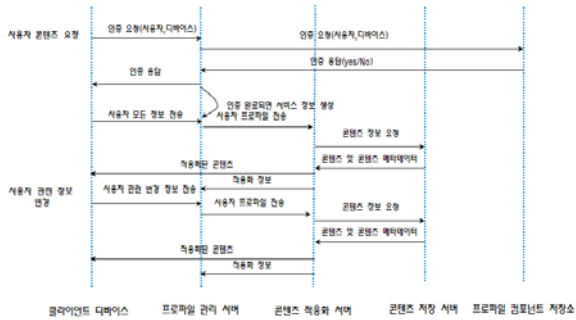 사용자 콘텐츠 요청
인증 요청(사용자,디바이스)
인증 요청(사용자,디바이스)
인증 응답(yes/No)
인증 응답
인증 완료되면 서비스 정보 생성
사용자 모든 정보 전송
사용자 프로파일 전송
콘텐츠 정보 요청
콘텐츠 및 콘텐츠 메타데이터
적응화된 콘텐츠
적응화 정보
사용자 관련 정보
변경
사용자 관련 변경 정보 전송
사용자 프로파일 전송
콘텐츠 정보 요청
콘텐츠 및 콘텐츠 메타데이터
적응화된 콘텐츠
적응화 정보
클라이언트 디바이스
프로파일 관리 서버
콘텐츠 적응화 서버
콘텐츠 저장 서버
프로파일 컴포넌트 저장소